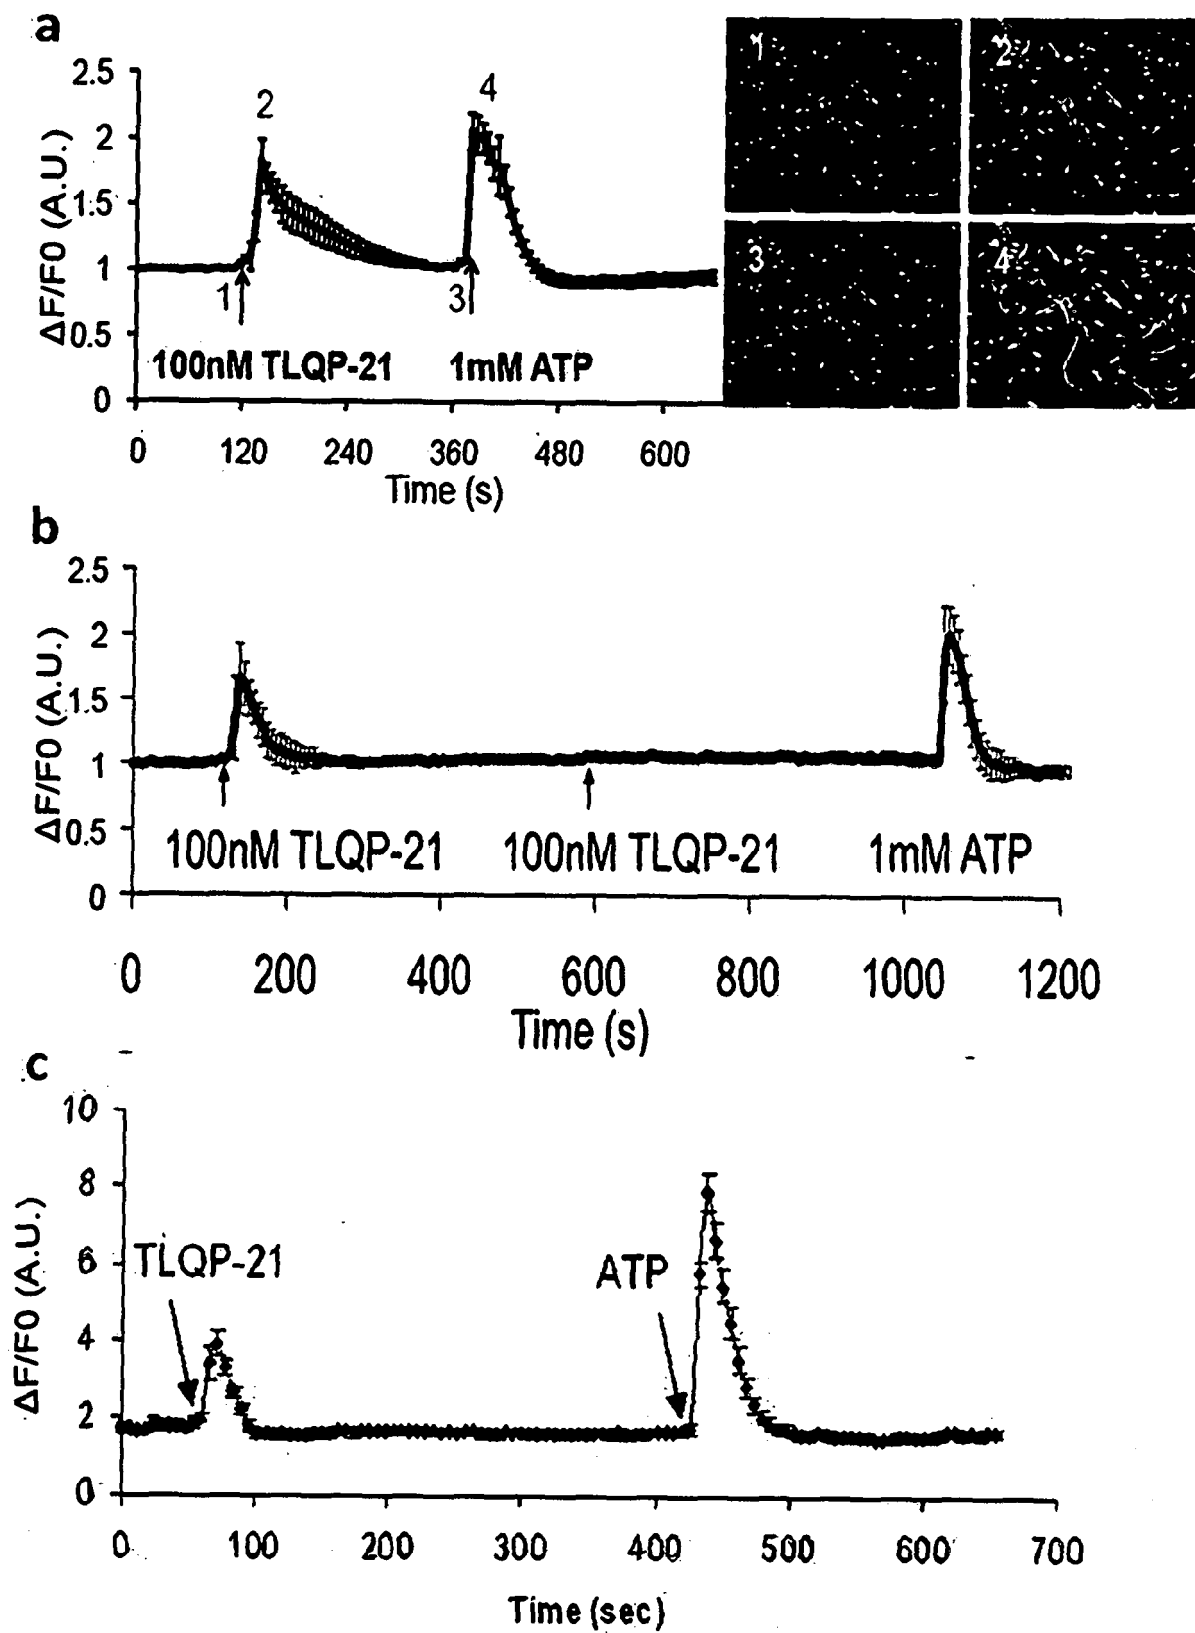 a
1 2
3 4
2.5
2
1.5
1
0.5
0
ΔF/F0 (A.U.)
2
4
1
3
100nM TLQP-21 1mM ATP
0 120 240 360 480 600
Time (s)
b
2.5
2
1.5
1
0.5
0
ΔF/F0 (A.U.)
100nM TLQP-21 100nM TLQP-21 1mM ATP
0 200 400 600 800 1000 1200
Time (s)
c
10
8
6
4
2
0
ΔF/F0 (A.U.)
TLQP-21
ATP
0 100 200 300 400 500 600 700
Time (sec)